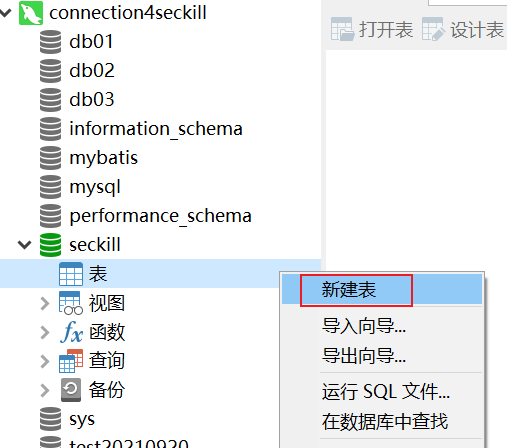 connection4seckill
打开表 设计表
db01
db02
db03
information_schema
mybatis
mysql
performance_schema
seckill
表
新建表
视图
导入向导...
函数
导出向导...
查询
运行 SQL 文件...
备份
在数据库中查找
sys
test20210920